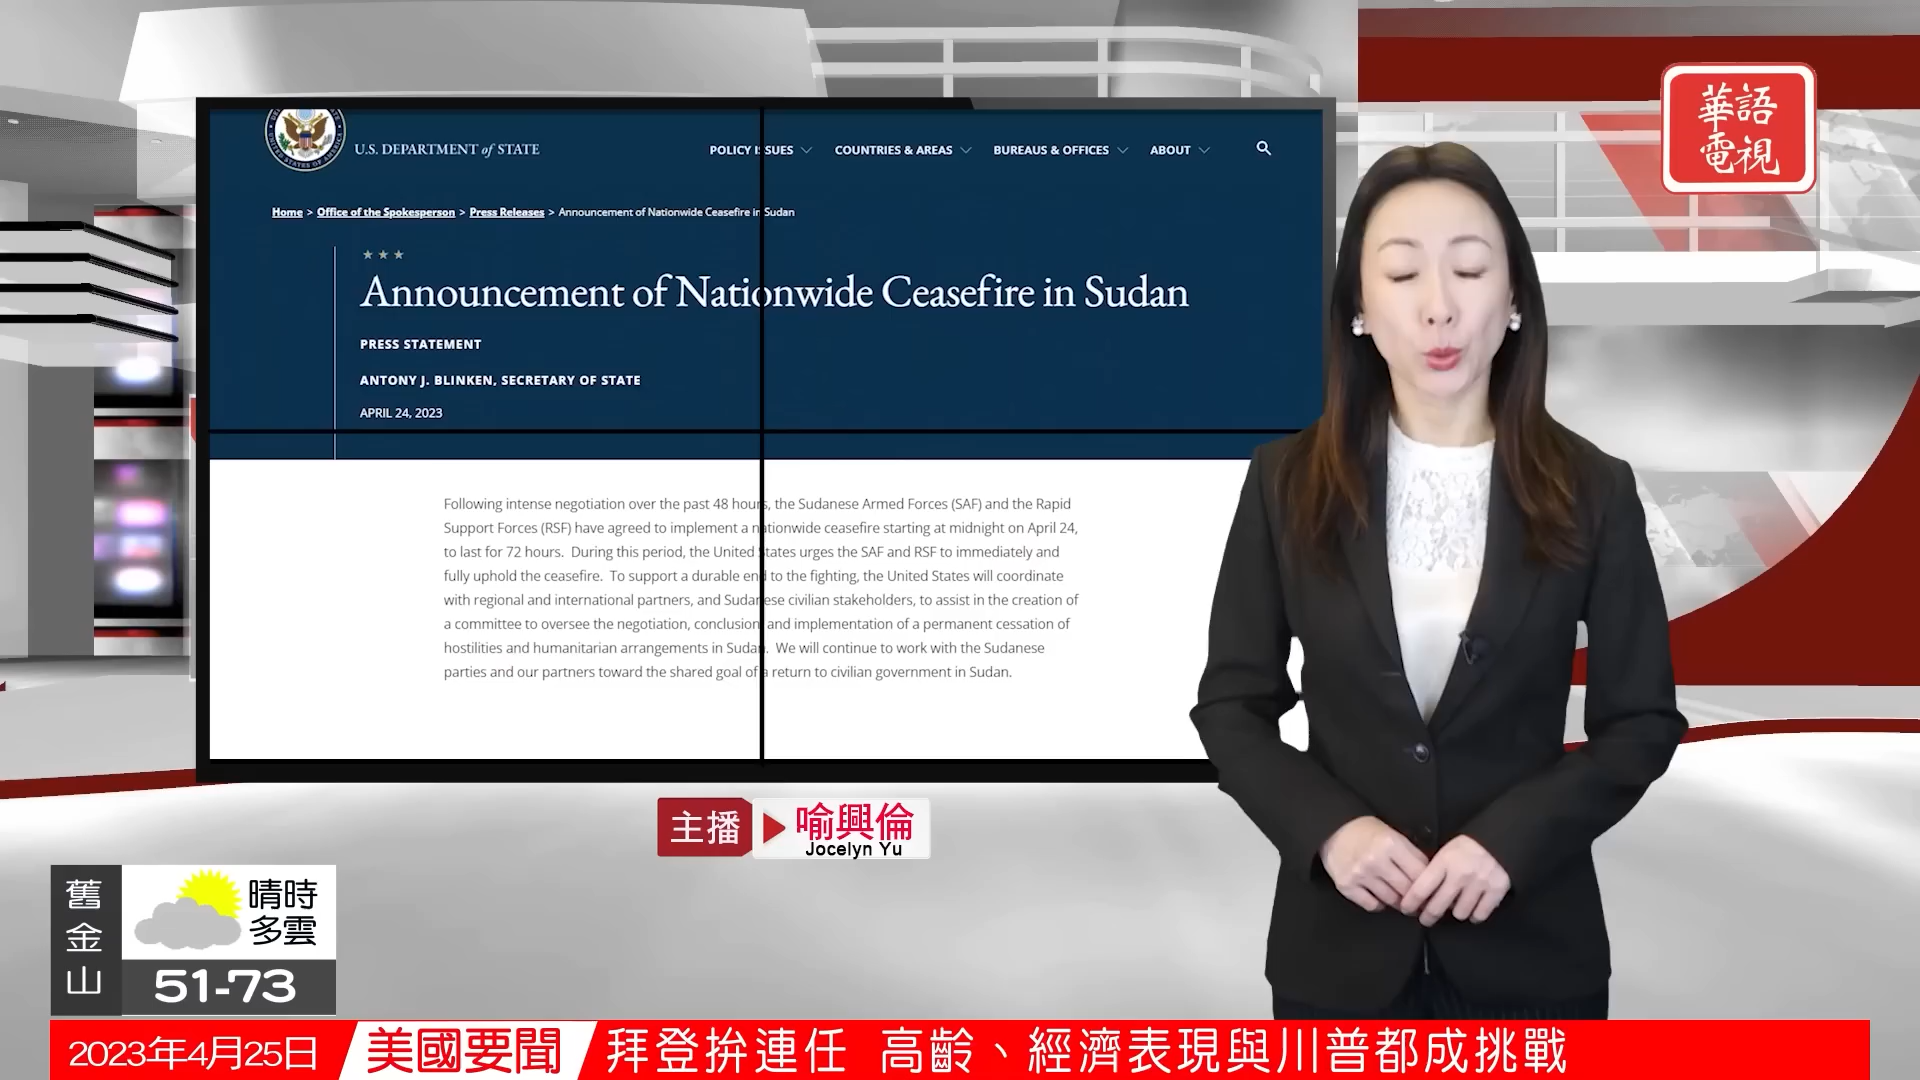 華語
電視
U.S. DEPARTMENT of STATE
POLICY ISSUES
COUNTRIES & AREAS
BUREAUS & OFFICES
ABOUT
Home > Office of the Spokesperson > Press Releases > Announcement of Nationwide Ceasefire in Sudan
Announcement of Nationwide Ceasefire in Sudan
PRESS STATEMENT
ANTONY J. BLINKEN, SECRETARY OF STATE
APRIL 24, 2023
Following intense negotiation over the past 48 hours, the Sudanese Armed Forces (SAF) and the Rapid
Support Forces (RSF) have agreed to implement a nationwide ceasefire starting at midnight on April 24,
to last for 72 hours. During this period, the United States urges the SAF and RSF to immediately and
fully uphold the ceasefire. To support a durable end to the fighting, the United States will coordinate
with regional and international partners, and Sudanese civilian stakeholders, to assist in the creation of
a committee to oversee the negotiation, conclusion, and implementation of a permanent cessation of
hostilities and humanitarian arrangements in Sudan. We will continue to work with the Sudanese
parties and our partners toward the shared goal of a return to civilian government in Sudan.
主播
喻興倫
Jocelyn Yu
舊金山
晴時
多雲
51-73
2023年4月25日
美國要聞
拜登拚連任 高齡、經濟表現與川普都成挑戰